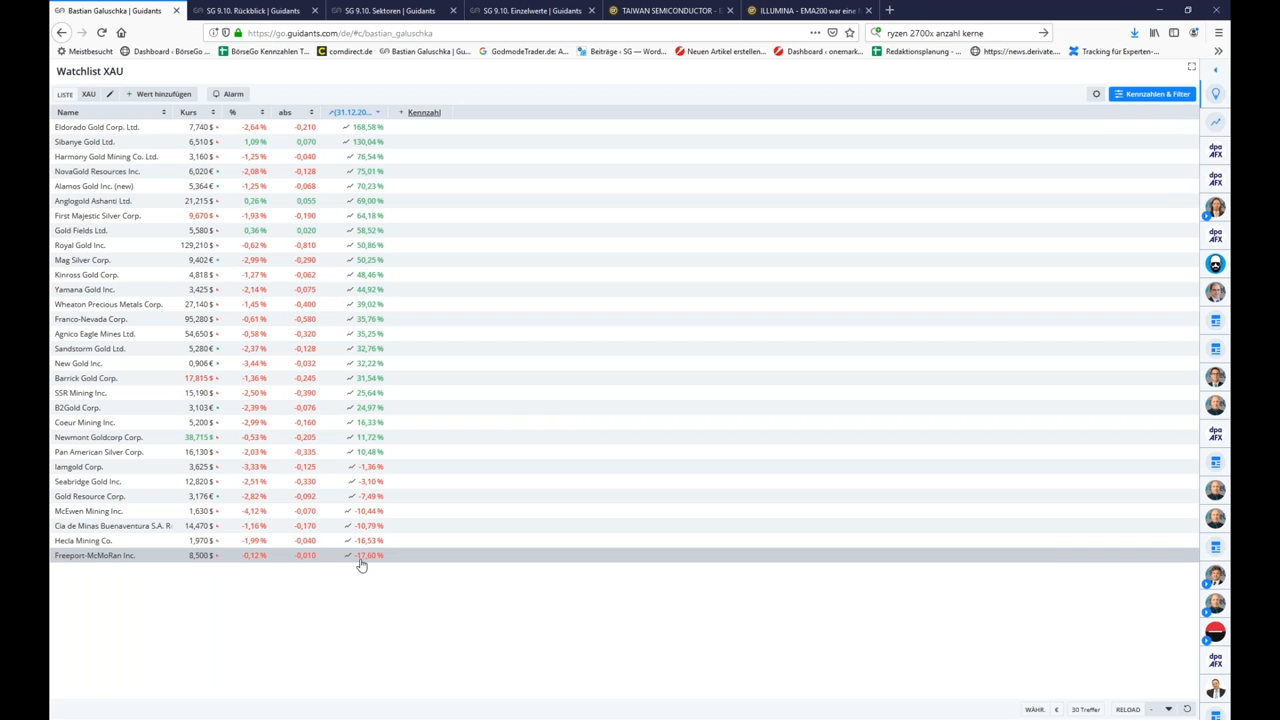 Bastian Galuschka | Guidants
SG 9.10. Rückblick | Guidants
SG 9.10. Sektoren | Guidants
SG 9.10. Einzelwerte | Guidants
TAIWAN SEMICONDUCTOR - E
ILLUMINA - EMA200 war eine
https://go.guidants.com/de/#c/bastian_galuschka
ryzen 2700x anzahl kerne
Meistbesucht Dashboard ‹ BörseGo ... BörseGo Kennzahlen T... comdirect.de Bastian Galuschka | G... GodmodeTrader.de: A... Beiträge ‹ SG — Word... Neuen Artikel erstellen... Dashboard ‹ onemark... Redaktionsplanung - ... https://news.derivate... Tracking für Experten-...
Watchlist XAU
LISTE XAU + Wert hinzufügen Alarm Kennzahlen & Filter
Name Kurs % abs (31.12.20... + Kennzahl
Eldorado Gold Corp. Ltd. 7,740 $ -2,64 % -0,210 168,58 %
Sibanye Gold Ltd. 6,510 $ 1,09 % 0,070 130,04 %
Harmony Gold Mining Co. Ltd. 3,160 $ -1,25 % -0,040 76,54 %
NovaGold Resources Inc. 6,020 € -2,08 % -0,128 75,01 %
Alamos Gold Inc. (new) 5,364 € -1,25 % -0,068 70,23 %
Anglogold Ashanti Ltd. 21,215 $ 0,26 % 0,055 69,00 %
First Majestic Silver Corp. 9,670 $ -1,93 % -0,190 64,18 %
Gold Fields Ltd. 5,580 $ 0,36 % 0,020 58,52 %
Royal Gold Inc. 129,210 $ -0,62 % -0,810 50,86 %
Mag Silver Corp. 9,402 € -2,99 % -0,290 50,25 %
Kinross Gold Corp. 4,818 $ -1,27 % -0,062 48,46 %
Yamana Gold Inc. 3,425 $ -2,14 % -0,075 44,92 %
Wheaton Precious Metals Corp. 27,140 $ -1,45 % -0,400 39,02 %
Franco-Nevada Corp. 95,280 $ -0,61 % -0,580 35,76 %
Agnico Eagle Mines Ltd. 54,650 $ -0,58 % -0,320 35,25 %
Sandstorm Gold Ltd. 5,280 € -2,37 % -0,128 32,76 %
New Gold Inc. 0,906 € -3,44 % -0,032 32,22 %
Barrick Gold Corp. 17,815 $ -1,36 % -0,245 31,54 %
SSR Mining Inc. 15,190 $ -2,50 % -0,390 25,64 %
B2Gold Corp. 3,103 € -2,39 % -0,076 24,97 %
Coeur Mining Inc. 5,200 $ -2,99 % -0,160 16,33 %
Newmont Goldcorp Corp. 38,715 $ -0,53 % -0,205 11,72 %
Pan American Silver Corp. 16,130 $ -2,03 % -0,335 10,48 %
Iamgold Corp. 3,625 $ -3,33 % -0,125 -1,36 %
Seabridge Gold Inc. 12,820 $ -2,51 % -0,330 -3,10 %
Gold Resource Corp. 3,176 € -2,82 % -0,092 -7,49 %
McEwen Mining Inc. 1,630 $ -4,12 % -0,070 -10,44 %
Cia de Minas Buenaventura S.A. R 14,470 $ -1,16 % -0,170 -10,79 %
Hecla Mining Co. 1,970 $ -1,99 % -0,040 -16,53 %
Freeport-McMoRan Inc. 8,500 $ -0,12 % -0,010 -17,60 %
dpa AFX
dpa AFX
dpa AFX
dpa AFX
dpa AFX
WÄHR. € 30 Treffer RELOAD -